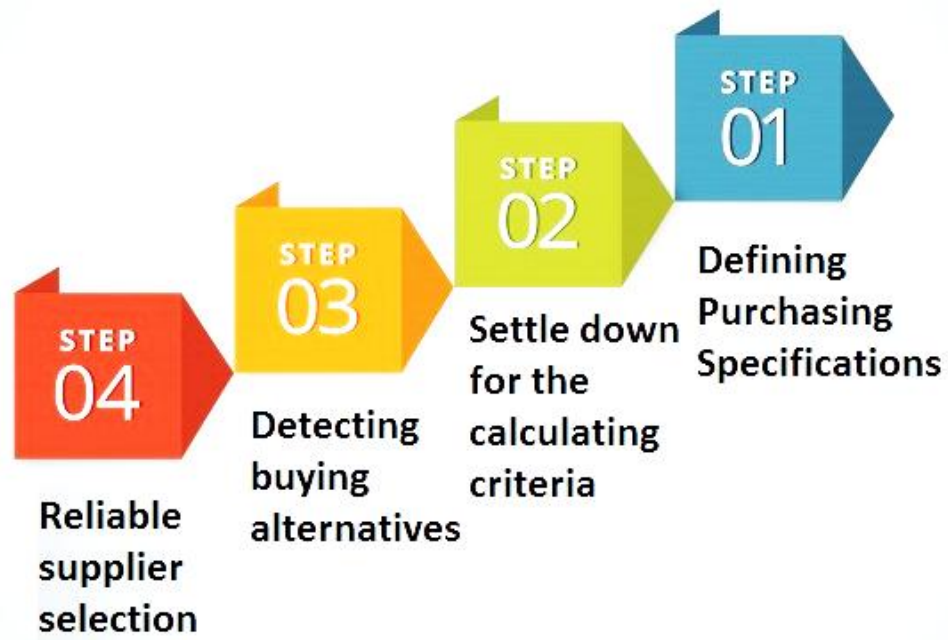 STEP
01
Defining
Purchasing
Specifications
STEP
02
Settle down
for the
calculating
criteria
STEP
03
Detecting
buying
alternatives
STEP
04
Reliable
supplier
selection